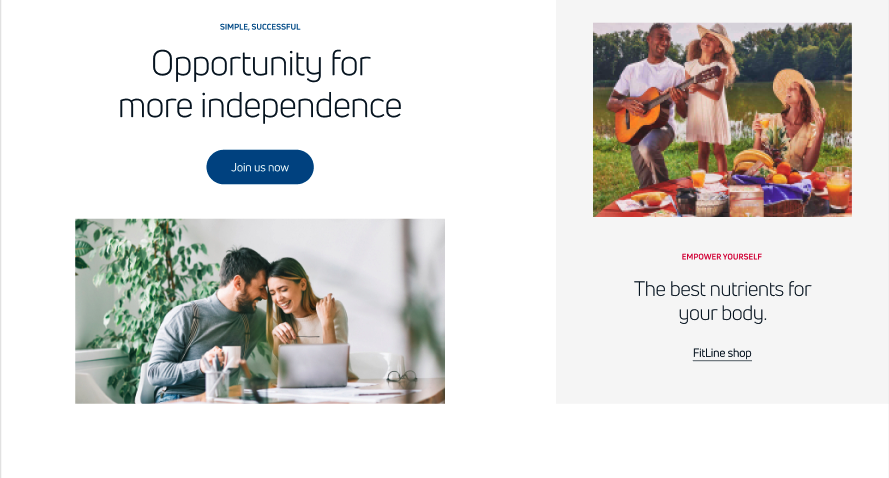 SIMPLE, SUCCESSFUL
Opportunity for
more independence
Join us now
EMPOWER YOURSELF
The best nutrients for
your body.
FitLine shop